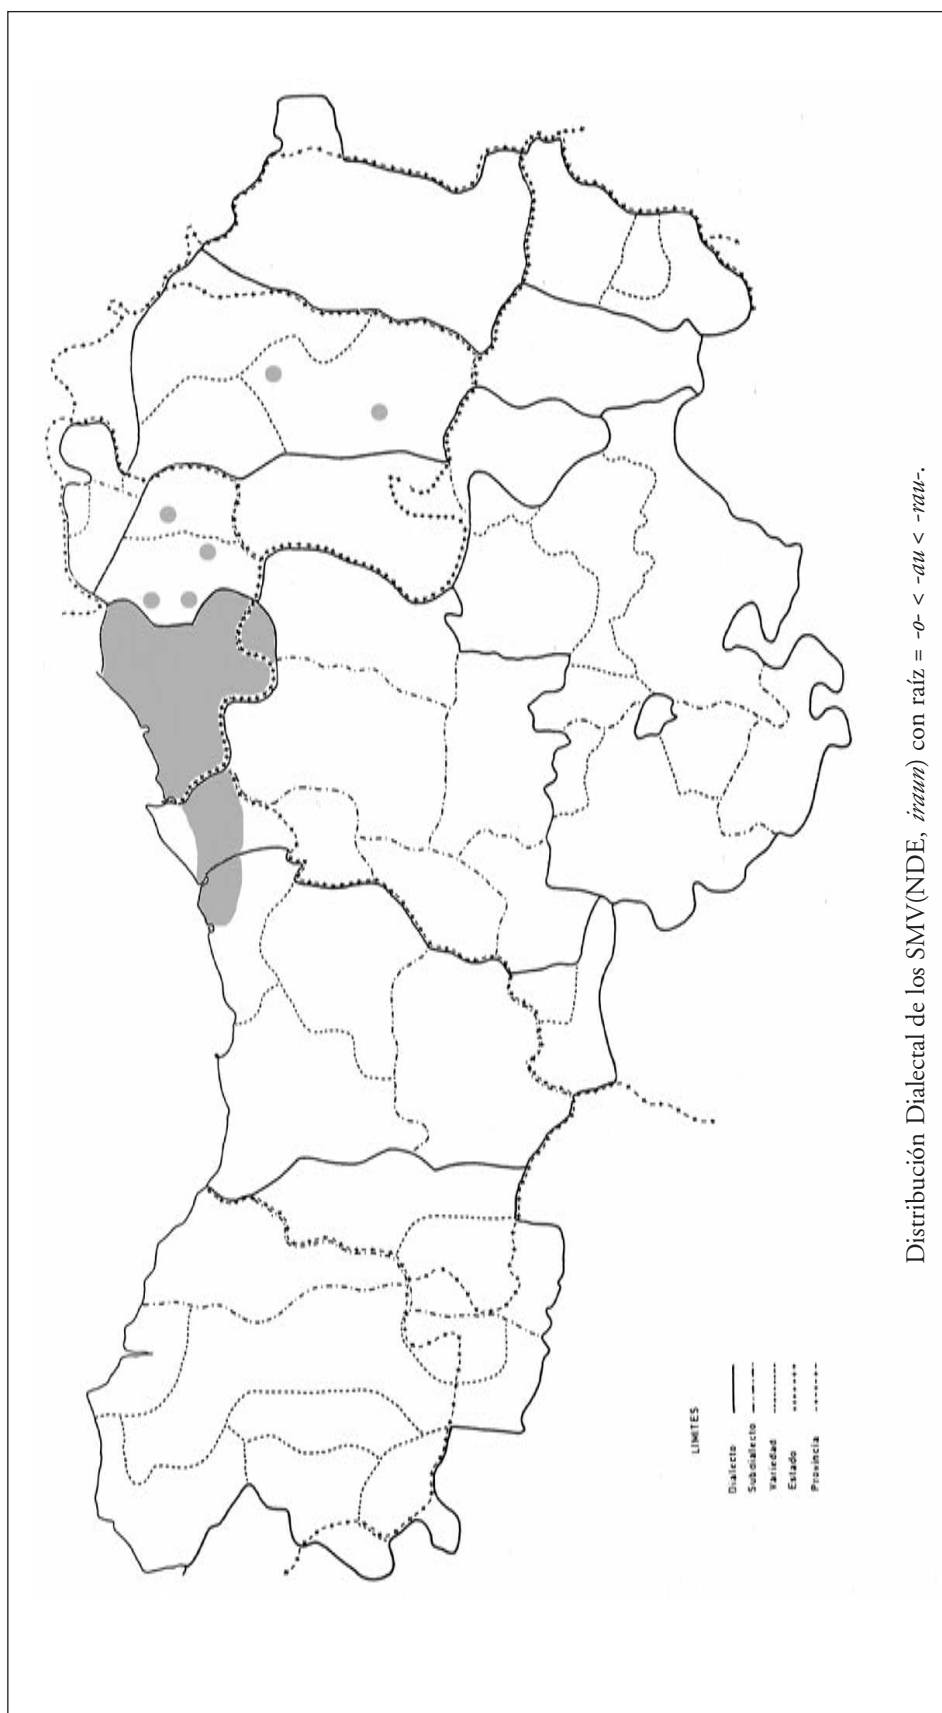 LIMITES
Dialecto
Subdialecto
Variedad
Estado
Provincia
Distribución Dialectal de los SMV(NDE, iraun) con raíz = -o- < -au < -rau-.